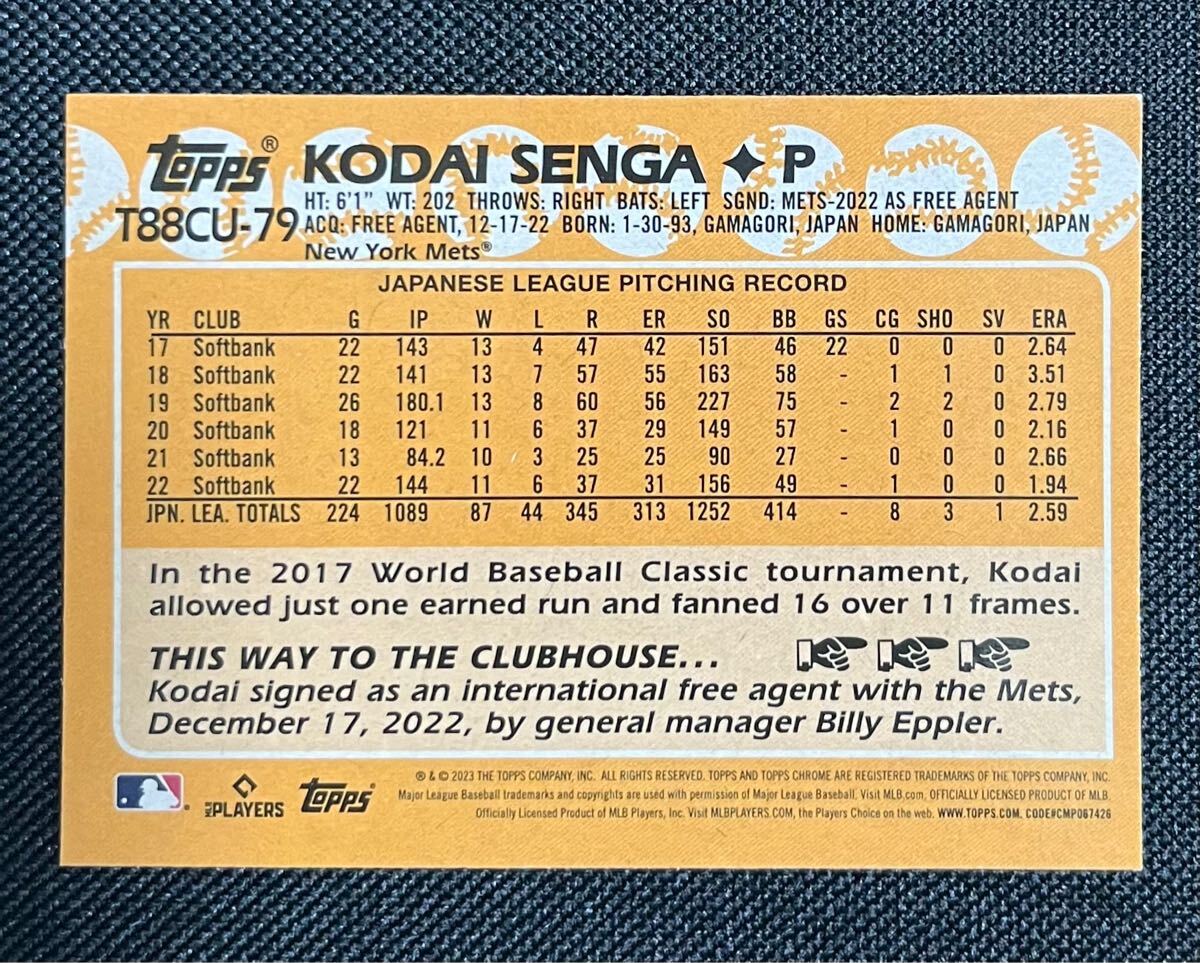 Topps® KODAI SENGA ✦ P
T88CU-79
HT: 6'1" WT: 202 THROWS: RIGHT BATS: LEFT SGND: METS-2022 AS FREE AGENT
ACQ: FREE AGENT, 12-17-22 BORN: 1-30-93, GAMAGORI, JAPAN HOME: GAMAGORI, JAPAN
New York Mets®
JAPANESE LEAGUE PITCHING RECORD
YR CLUB G IP W L R ER SO BB GS CG SHO SV ERA
17 Softbank 22 143 13 4 47 42 151 46 22 0 0 0 2.64
18 Softbank 22 141 13 7 57 55 163 58 - 1 1 0 3.51
19 Softbank 26 180.1 13 8 60 56 227 75 - 2 2 0 2.79
20 Softbank 18 121 11 6 37 29 149 57 - 1 0 0 2.16
21 Softbank 13 84.2 10 3 25 25 90 27 - 0 0 0 2.66
22 Softbank 22 144 11 6 37 31 156 49 - 1 0 0 1.94
JPN. LEA. TOTALS 224 1089 87 44 345 313 1252 414 - 8 3 1 2.59
In the 2017 World Baseball Classic tournament, Kodai
allowed just one earned run and fanned 16 over 11 frames.
THIS WAY TO THE CLUBHOUSE...
Kodai signed as an international free agent with the Mets,
December 17, 2022, by general manager Billy Eppler.
MLB PLAYERS Topps®
® & © 2023 THE TOPPS COMPANY, INC. ALL RIGHTS RESERVED. TOPPS AND TOPPS CHROME ARE REGISTERED TRADEMARKS OF THE TOPPS COMPANY, INC.
Major League Baseball trademarks and copyrights are used with permission of Major League Baseball. Visit MLB.com. OFFICIALLY LICENSED PRODUCT OF MLB
Officially Licensed Product of MLB Players, Inc. Visit MLBPLAYERS.COM, the Players Choice on the web. WWW.TOPPS.COM. CODE#CMP067426